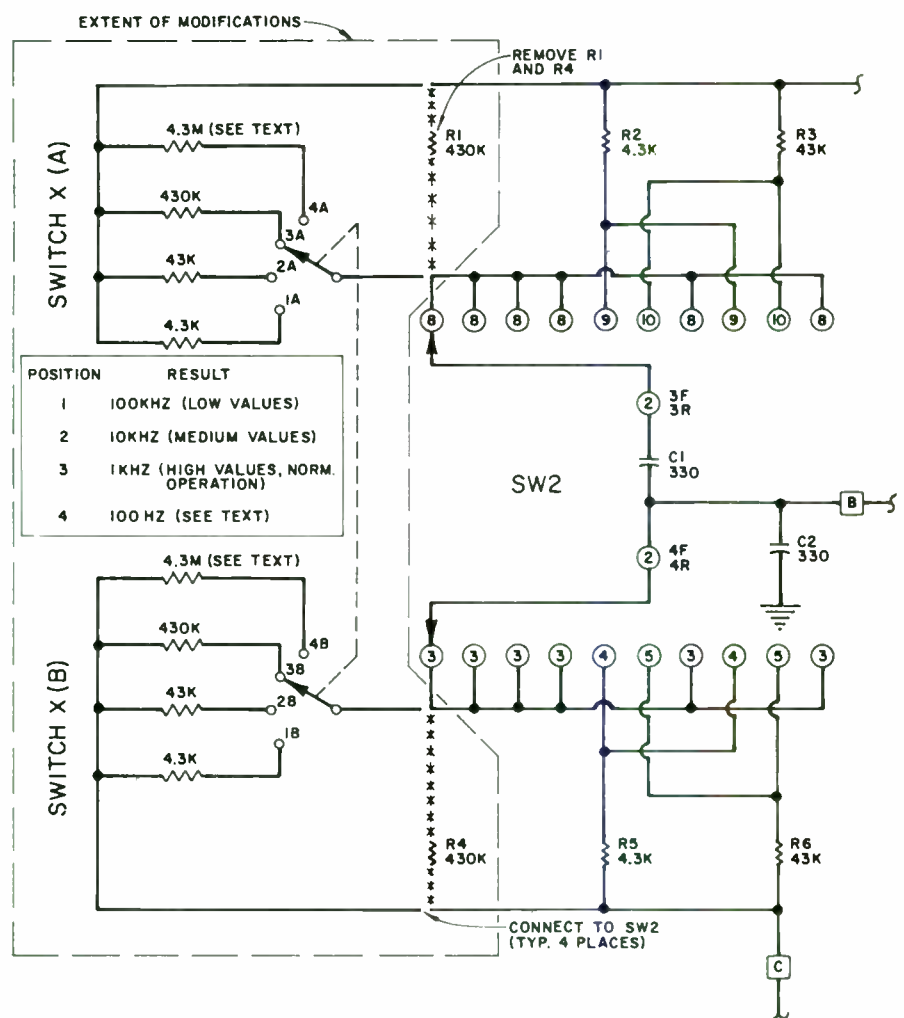 EXTENT OF MODIFICATIONS
REMOVE R1
AND R4
SWITCH X (A)
4.3M (SEE TEXT)
430K
43K
4.3K
4A
3A
2A
1A
R1
430K
R2
4.3K
R3
43K
8 8 8 8 9 10 8 9 10 8
POSITION RESULT
1 100KHZ (LOW VALUES)
2 10KHZ (MEDIUM VALUES)
3 1KHZ (HIGH VALUES, NORM.
OPERATION)
4 100HZ (SEE TEXT)
2
3F
3R
C1
330
SW2
B
C2
330
2
4F
4R
SWITCH X (B)
4.3M (SEE TEXT)
430K
43K
4.3K
4B
3B
2B
1B
3 3 3 3 4 5 3 4 5 3
R4
430K
R5
4.3K
R6
43K
CONNECT TO SW2
(TYP. 4 PLACES)
C